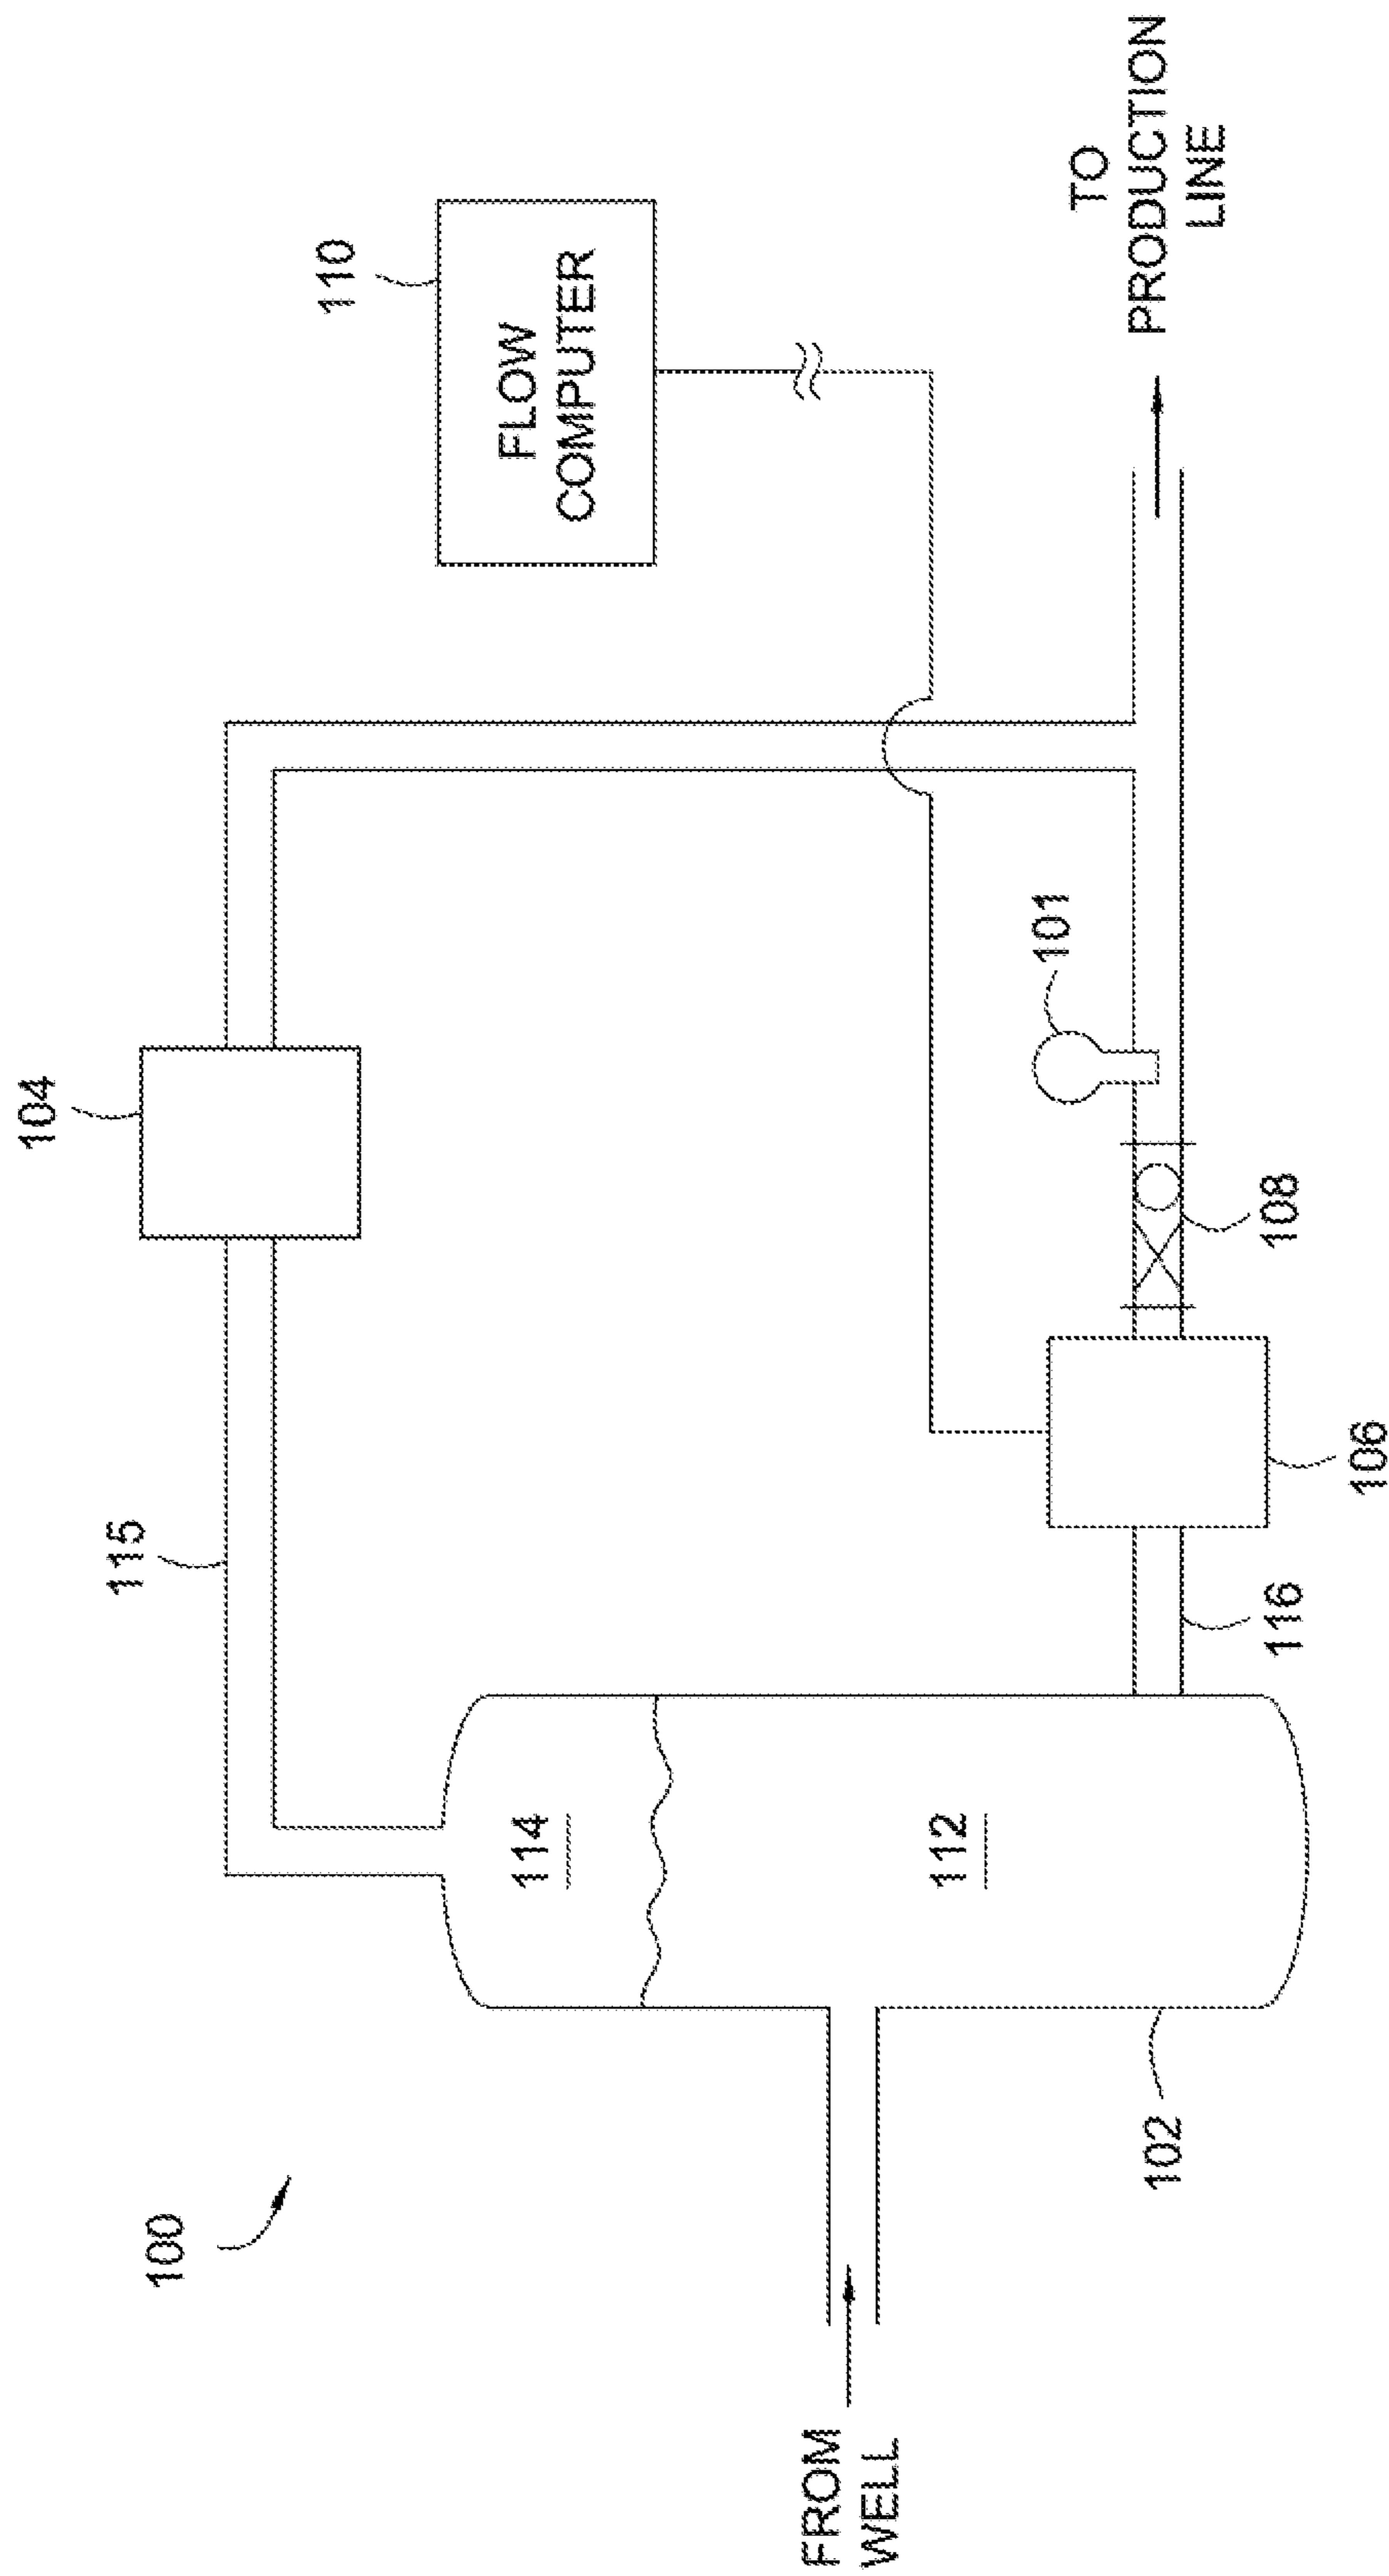 100
104
115
110
FLOW
COMPUTER
114
112
101
108
106
116
102
FROM
WELL
TO
PRODUCTION
LINE